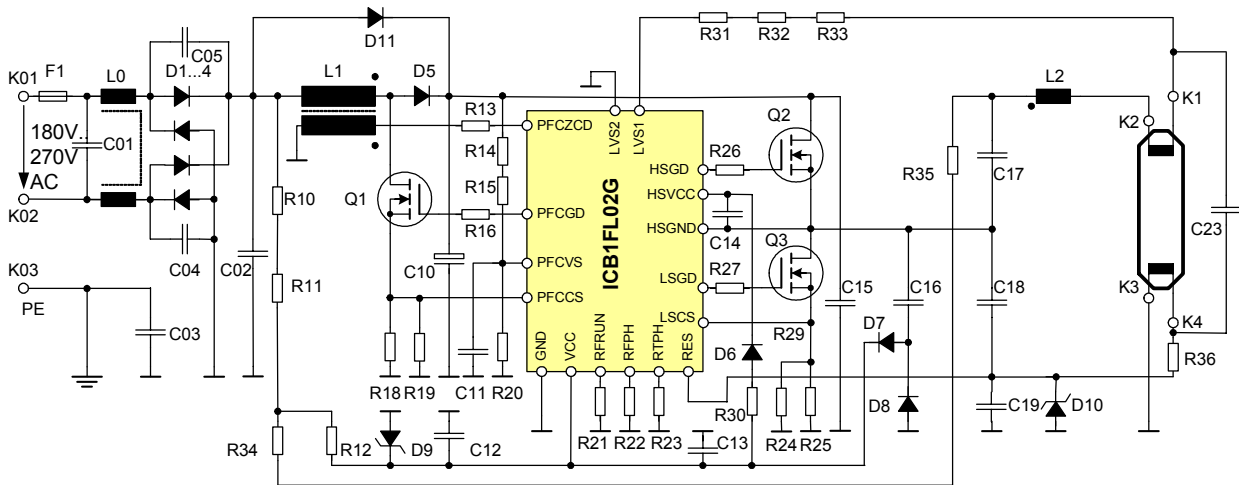 D11
R31
R32
R33
C05
F1
L0
D1...4
L1
D5
L2
K01
K1
180V..
270V
AC
C01
R13
PFCZCD
LVS2
LVS1
Q2
K2
R14
R26
HSGD
R35
C17
R15
Q1
HSVCC
R10
PFCGD
R16
C14
HSGND
C23
K02
ICB1FL02G
Q3
C04
C02
C10
PFCVS
LSGD
R27
C15
C16
C18
K03
R11
K3
PE
C03
PFCCS
LSCS
R29
D7
K4
GND
VCC
RFRUN
RFPH
RTPH
RES
D6
R36
R18
R19
C11
R20
R30
D8
C19
D10
R34
R12
D9
C12
R21
R22
R23
C13
R24
R25